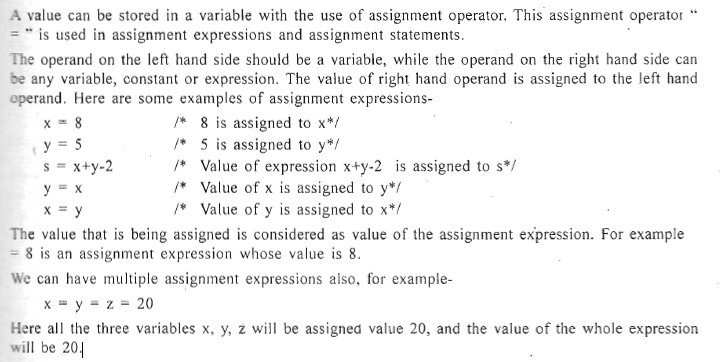 A value can be stored in a variable with the use of assignment operator. This assignment operator “
= ” is used in assignment expressions and assignment statements.
The operand on the left hand side should be a variable, while the operand on the right hand side can
be any variable, constant or expression. The value of right hand operand is assigned to the left hand
operand. Here are some examples of assignment expressions-
x = 8 /* 8 is assigned to x*/
y = 5 /* 5 is assigned to y*/
s = x+y-2 /* Value of expression x+y-2 is assigned to s*/
y = x /* Value of x is assigned to y*/
x = y /* Value of y is assigned to x*/
The value that is being assigned is considered as value of the assignment expression. For example
= 8 is an assignment expression whose value is 8.
We can have multiple assignment expressions also, for example-
x = y = z = 20
Here all the three variables x, y, z will be assigned value 20, and the value of the whole expression
will be 20.